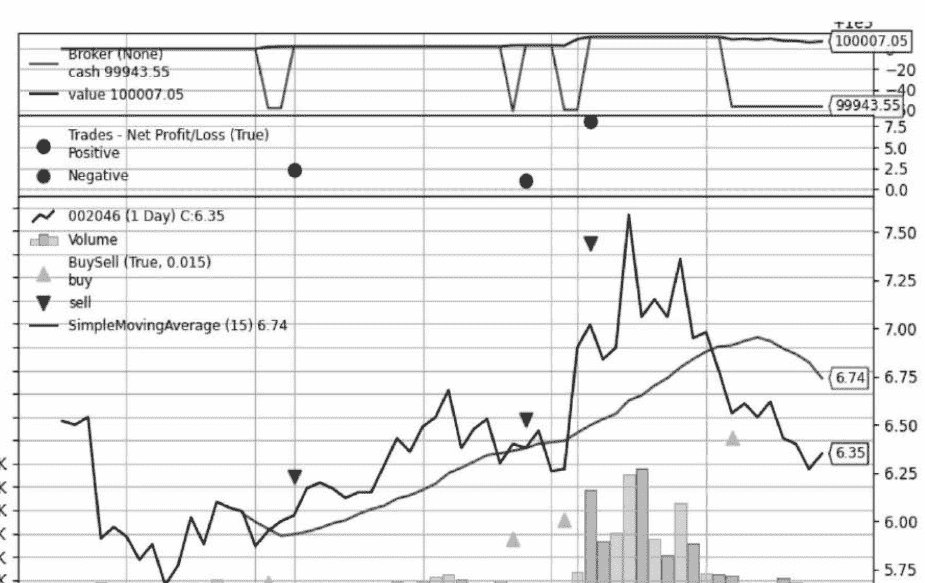 +1e5
100007.05
Broker (None)
cash 99943.55
value 100007.05
−20
−40
99943.55
Trades - Net Profit/Loss (True)
Positive
Negative
7.5
5.0
2.5
0.0
002046 (1 Day) C:6.35
Volume
BuySell (True, 0.015)
buy
sell
SimpleMovingAverage (15) 6.74
7.50
7.25
7.00
6.75
6.74
6.50
6.35
6.25
6.00
5.75
K
K
K
K
K